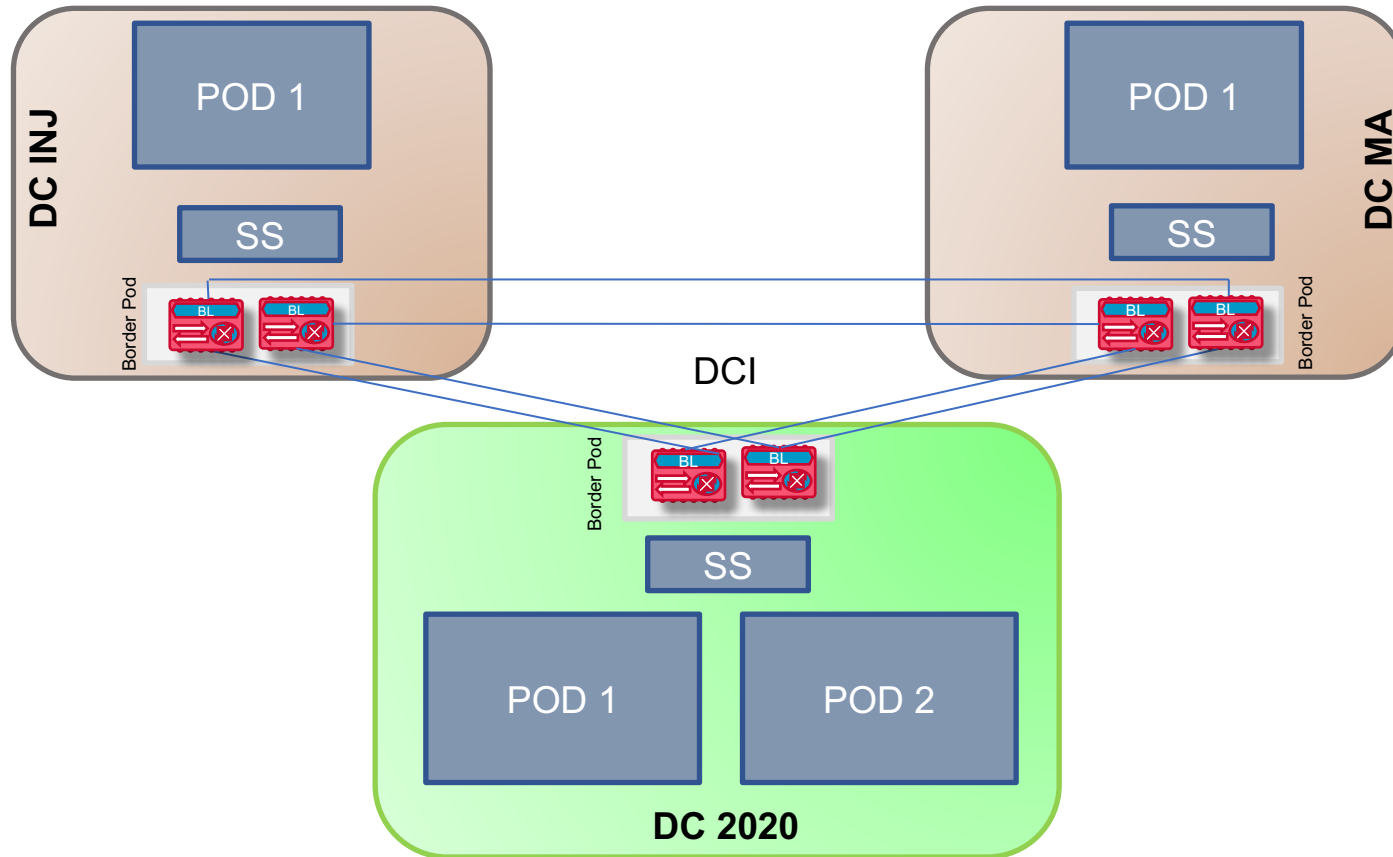 DC INJ
POD 1
SS
Border Pod
BL
BL
POD 1
DC MA
SS
BL
BL
Border Pod
DCI
Border Pod
BL
BL
SS
POD 1
POD 2
DC 2020